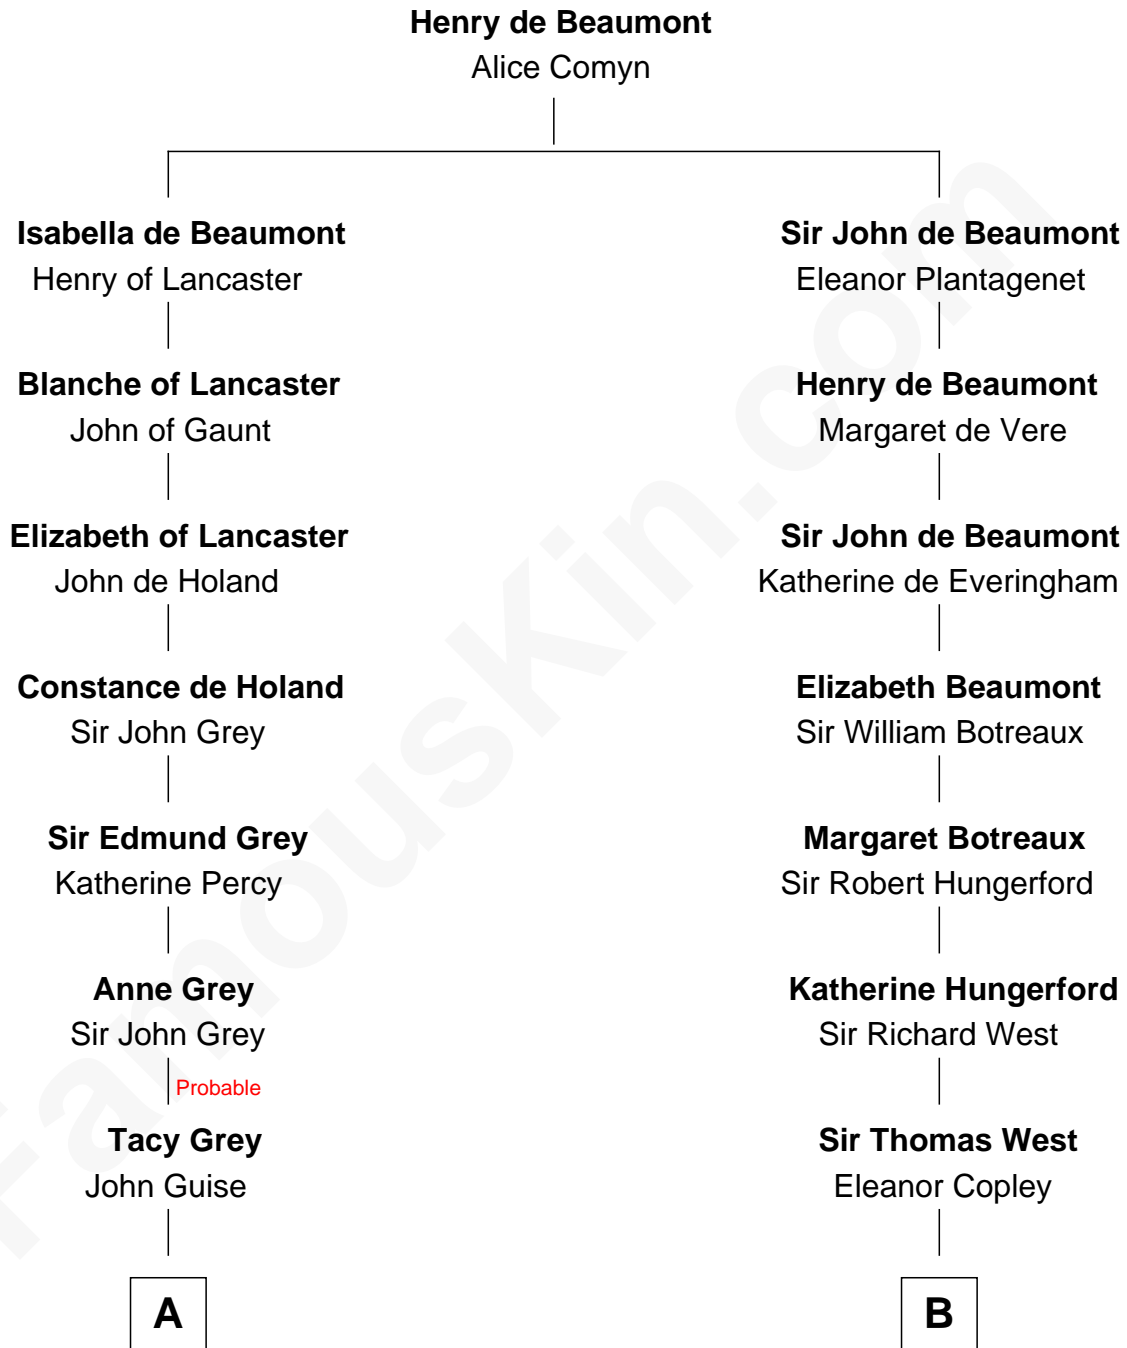 Henry de Beaumont
Alice Comyn
Isabella de Beaumont
Henry of Lancaster
Sir John de Beaumont
Eleanor Plantagenet
Blanche of Lancaster
John of Gaunt
Henry de Beaumont
Margaret de Vere
Elizabeth of Lancaster
John de Holand
Sir John de Beaumont
Katherine de Everingham
Constance de Holand
Sir John Grey
Elizabeth Beaumont
Sir William Botreaux
Sir Edmund Grey
Katherine Percy
Margaret Botreaux
Sir Robert Hungerford
Anne Grey
Sir John Grey
Katherine Hungerford
Sir Richard West
Probable
Tacy Grey
John Guise
Sir Thomas West
Eleanor Copley
A
B
FamousKin.com